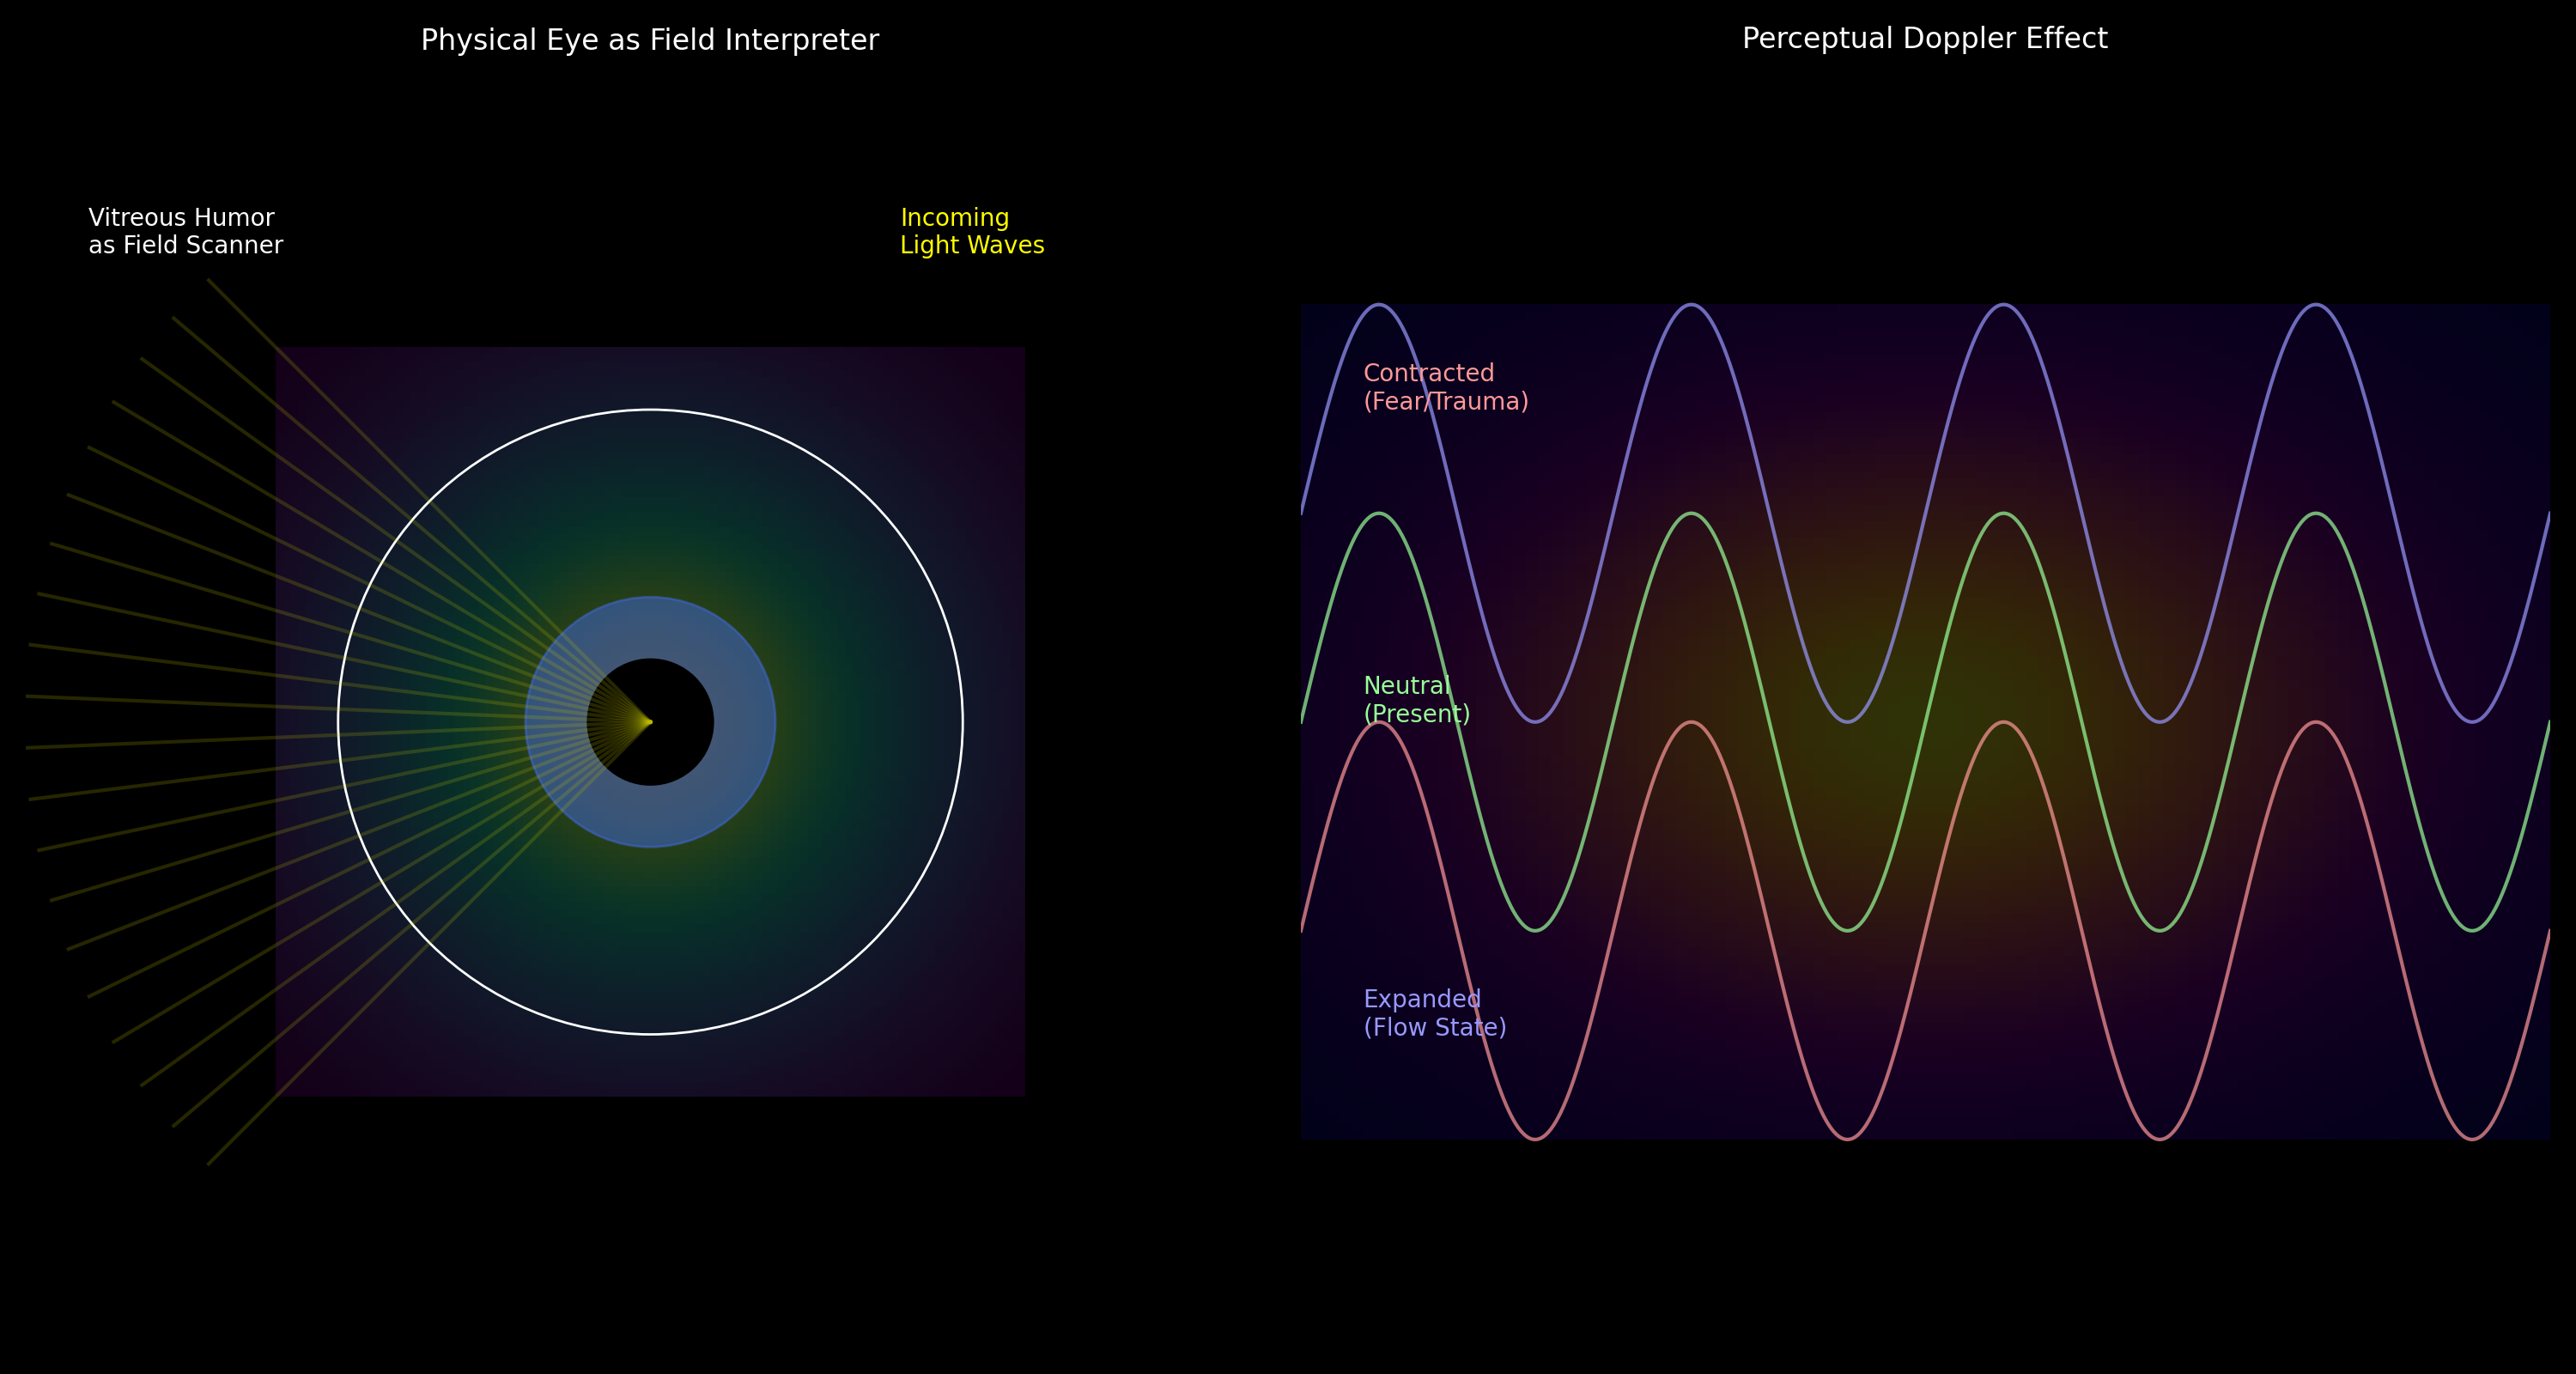 Physical Eye as Field Interpreter
Vitreous Humor
as Field Scanner
Incoming
Light Waves
Perceptual Doppler Effect
Contracted
(Fear/Trauma)
Neutral
(Present)
Expanded
(Flow State)